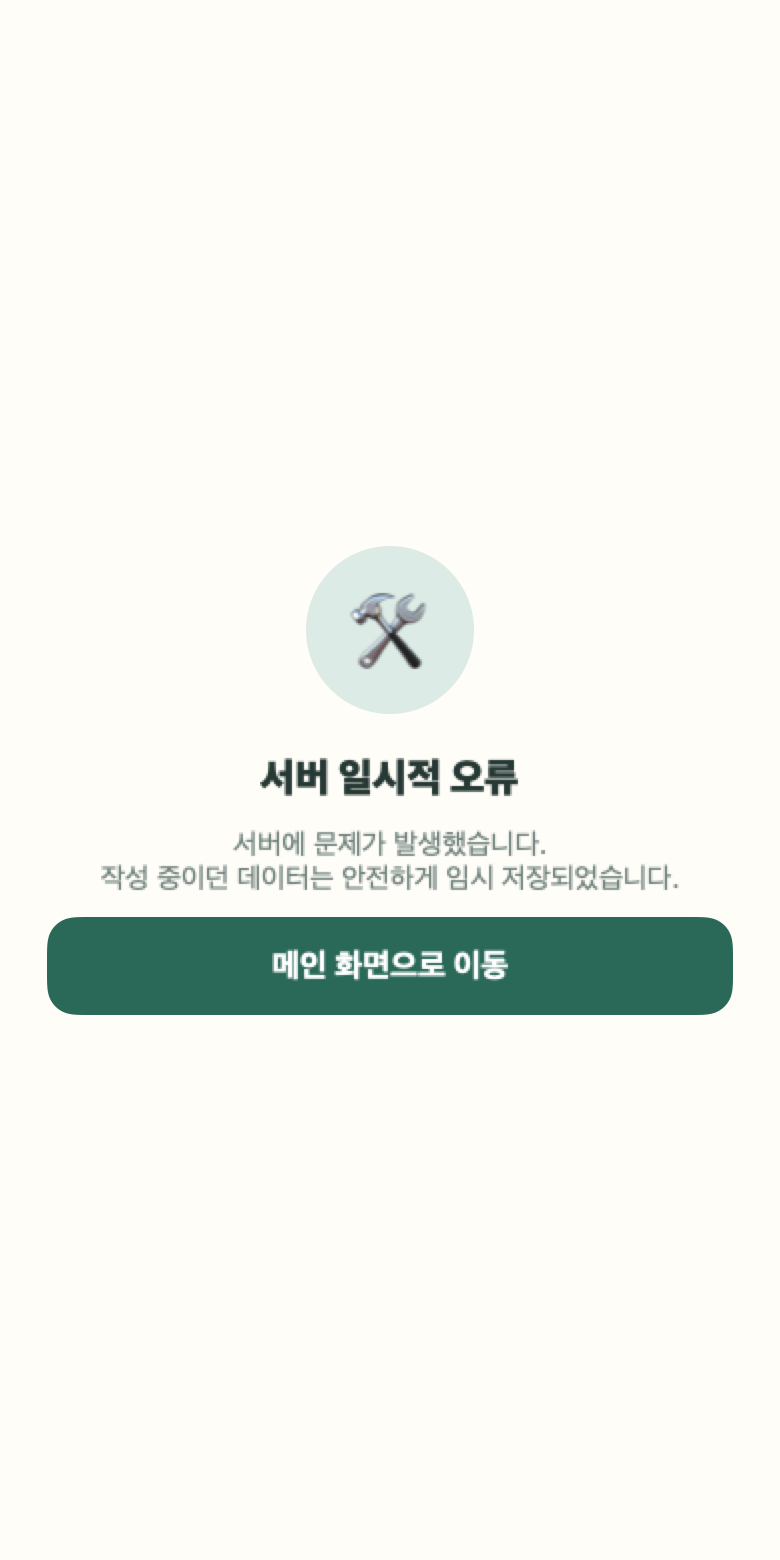 서버 일시적 오류
서버에 문제가 발생했습니다.
작성 중이던 데이터는 안전하게 임시 저장되었습니다.
메인 화면으로 이동